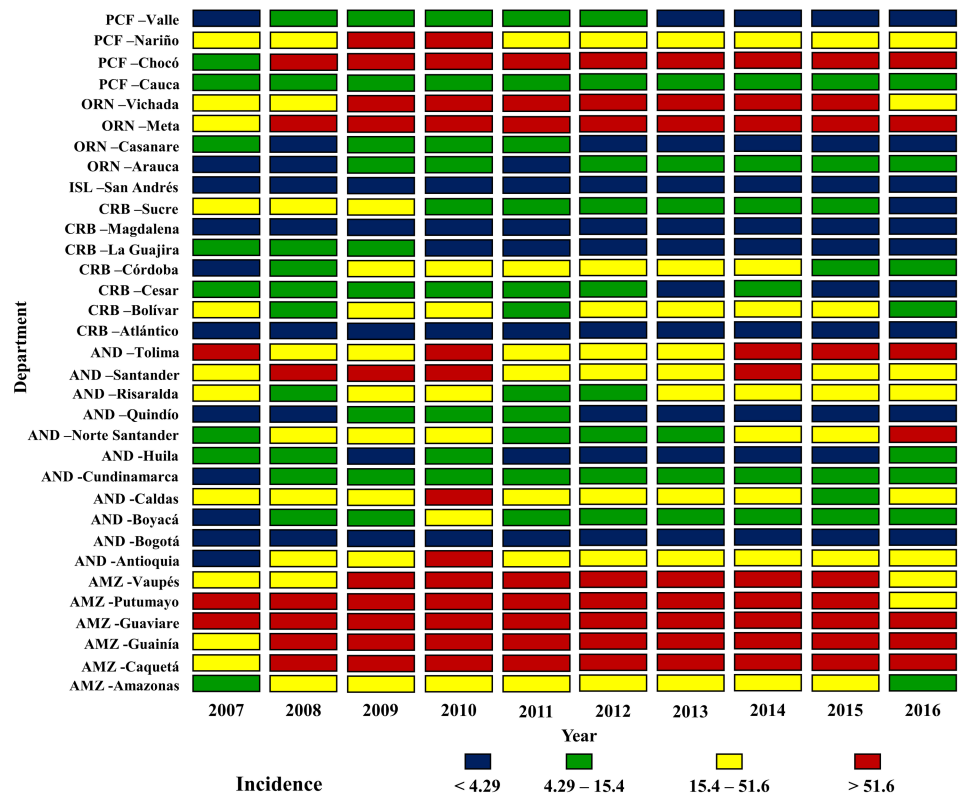 PCF –Valle
PCF –Nariño
PCF –Chocó
PCF –Cauca
ORN –Vichada
ORN –Meta
ORN –Casanare
ORN –Arauca
ISL –San Andrés
CRB –Sucre
CRB –Magdalena
CRB –La Guajira
CRB –Córdoba
CRB –Cesar
CRB –Bolívar
CRB –Atlántico
AND –Tolima
AND –Santander
AND –Risaralda
AND –Quindío
AND –Norte Santander
AND -Huila
AND -Cundinamarca
AND -Caldas
AND -Boyacá
AND -Bogotá
AND -Antioquia
AMZ -Vaupés
AMZ -Putumayo
AMZ -Guaviare
AMZ -Guainía
AMZ -Caquetá
AMZ -Amazonas
Department
2007 2008 2009 2010 2011 2012 2013 2014 2015 2016
Year
Incidence < 4.29 4.29 – 15.4 15.4 – 51.6 > 51.6